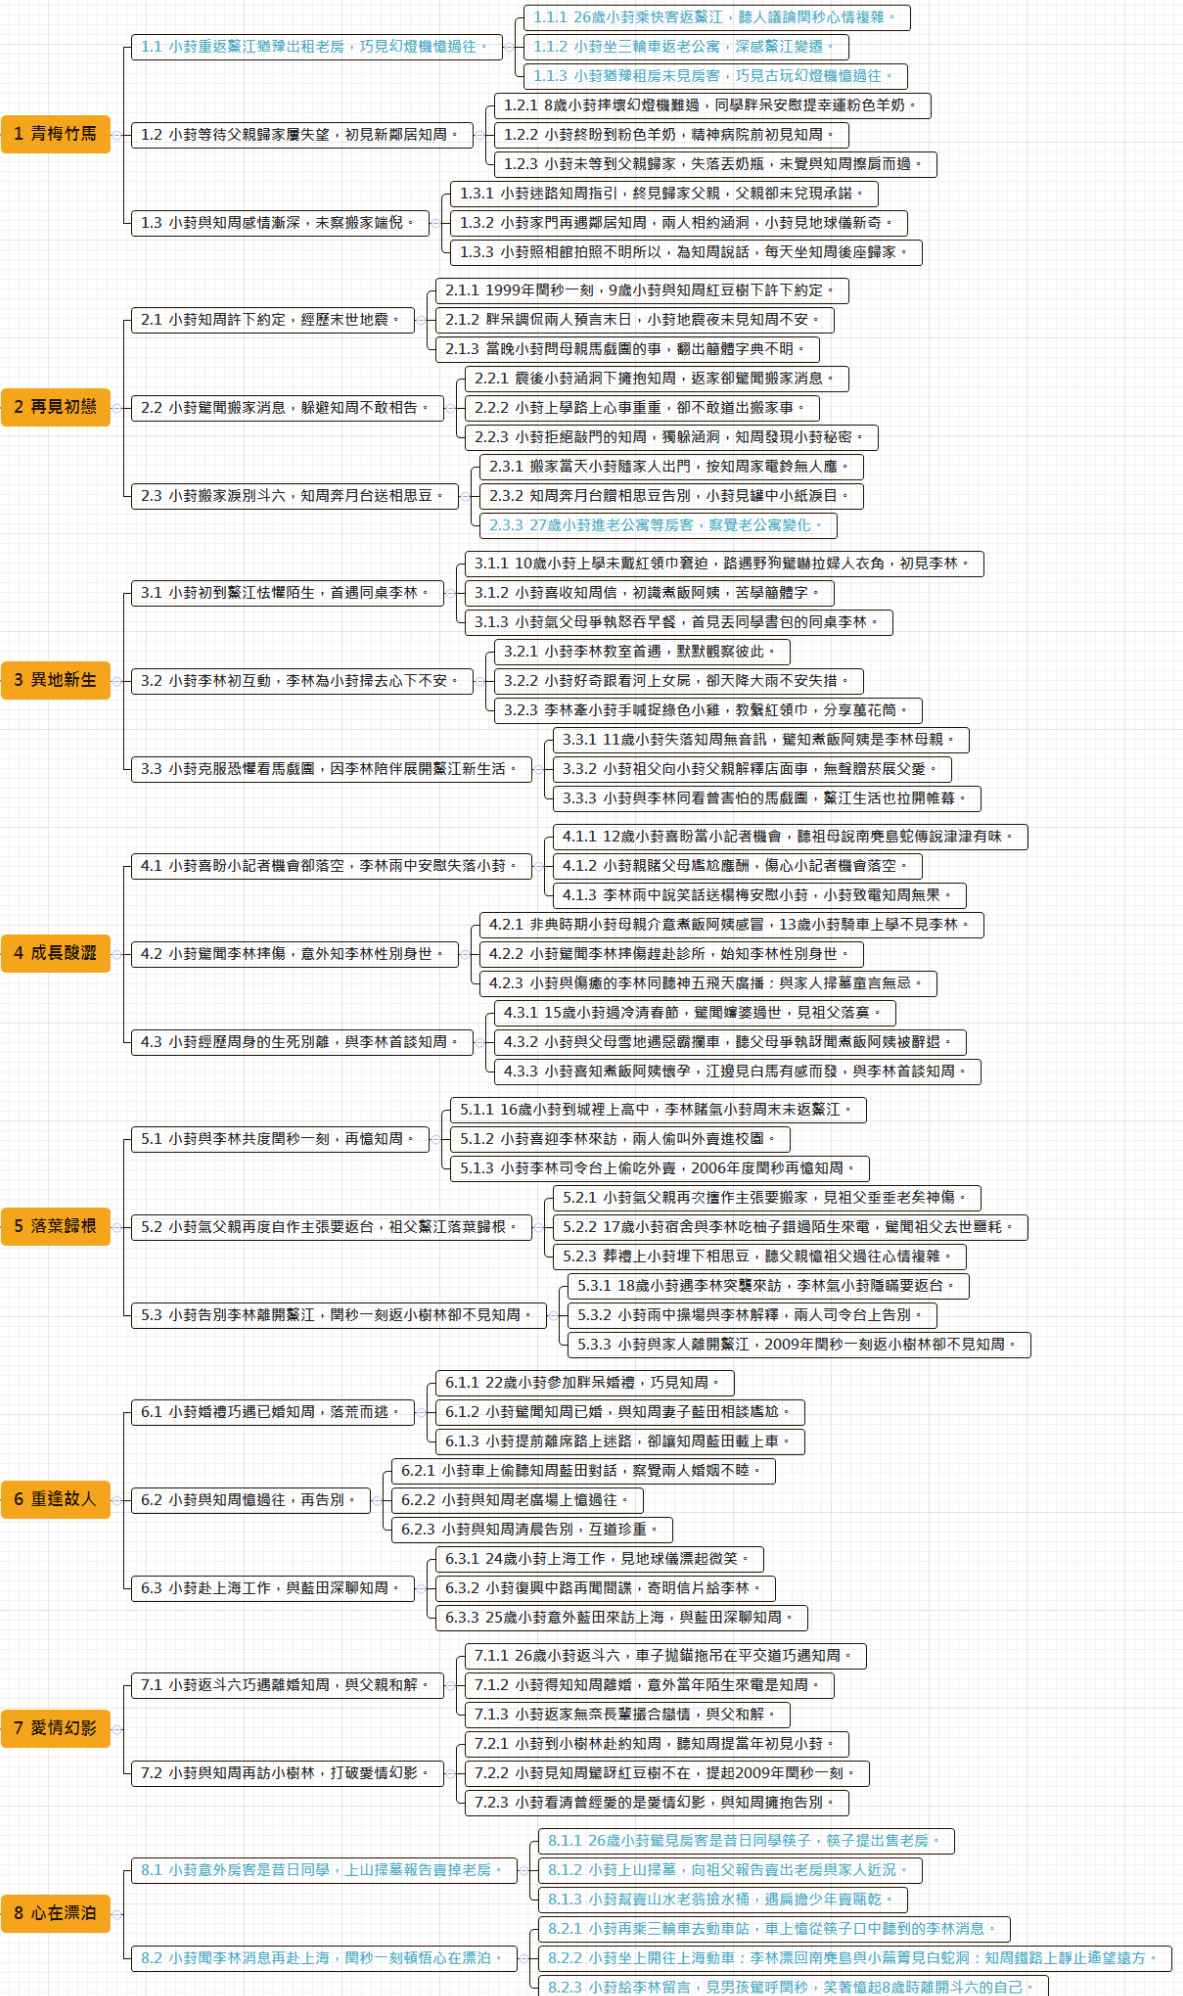 1 青梅竹馬
1.1 小葑重返鰲江猶豫出租老房，巧見幻燈機憶過往。
1.1.1 26歲小葑乘快客返鰲江，聽人議論閏秒心情複雜。
1.1.2 小葑坐三輪車返老公寓，深感鰲江變遷。
1.1.3 小葑猶豫租房未見房客，巧見古玩幻燈機憶過往。
1.2 小葑等待父親歸家屢失望，初見新鄰居知周。
1.2.1 8歲小葑摔壞幻燈機難過，同學胖呆安慰提幸運粉色羊奶。
1.2.2 小葑終盼到粉色羊奶，精神病院前初見知周。
1.2.3 小葑未等到父親歸家，失落丟奶瓶，未覺與知周擦肩而過。
1.3 小葑與知周感情漸深，未察搬家端倪。
1.3.1 小葑迷路知周指引，終見歸家父親，父親卻未兌現承諾。
1.3.2 小葑家門再遇鄰居知周，兩人相約涵洞，小葑見地球儀新奇。
1.3.3 小葑照相館拍照不明所以，為知周說話，每天坐知周後座歸家。
2 再見初戀
2.1 小葑知周許下約定，經歷末世地震。
2.1.1 1999年閏秒一刻，9歲小葑與知周紅豆樹下許下約定。
2.1.2 胖呆調侃兩人預言末日，小葑地震夜未見知周不安。
2.1.3 當晚小葑問母親馬戲團的事，翻出簡體字典不明。
2.2 小葑驚聞搬家消息，躲避知周不敢相告。
2.2.1 震後小葑涵洞下擁抱知周，返家卻驚聞搬家消息。
2.2.2 小葑上學路上心事重重，卻不敢道出搬家事。
2.2.3 小葑拒絕敲門的知周，獨躲涵洞，知周發現小葑秘密。
2.3 小葑搬家淚別斗六，知周奔月台送相思豆。
2.3.1 搬家當天小葑隨家人出門，按知周家電鈴無人應。
2.3.2 知周奔月台贈相思豆告別，小葑見罐中小紙淚目。
2.3.3 27歲小葑進老公寓等房客，察覺老公寓變化。
3 異地新生
3.1 小葑初到鰲江怯懼陌生，首遇同桌李林。
3.1.1 10歲小葑上學未戴紅領巾窘迫，路遇野狗驚嚇拉婦人衣角，初見李林。
3.1.2 小葑喜收知周信，初識煮飯阿姨，苦學簡體字。
3.1.3 小葑氣父母爭執怒吞早餐，首見丟同學書包的同桌李林。
3.2 小葑李林初互動，李林為小葑掃去心下不安。
3.2.1 小葑李林教室首遇，默默觀察彼此。
3.2.2 小葑好奇跟看河上女屍，卻天降大雨不安失措。
3.2.3 李林牽小葑手喊捉綠色小雞，教繫紅領巾，分享萬花筒。
3.3 小葑克服恐懼看馬戲團，因李林陪伴展開鰲江新生活。
3.3.1 11歲小葑失落知周無音訊，驚知煮飯阿姨是李林母親。
3.3.2 小葑祖父向小葑父親解釋店面事，無聲贈菸展父愛。
3.3.3 小葑與李林同看曾害怕的馬戲團，鰲江生活也拉開帷幕。
4 成長酸澀
4.1 小葑喜盼小記者機會卻落空，李林雨中安慰失落小葑。
4.1.1 12歲小葑喜盼當小記者機會，聽祖母說南麂島蛇傳說津津有味。
4.1.2 小葑親睹父母尷尬應酬，傷心小記者機會落空。
4.1.3 李林雨中說笑話送楊梅安慰小葑，小葑致電知周無果。
4.2 小葑驚聞李林摔傷，意外知李林性別身世。
4.2.1 非典時期小葑母親介意煮飯阿姨感冒，13歲小葑騎車上學不見李林。
4.2.2 小葑驚聞李林摔傷趕赴診所，始知李林性別身世。
4.2.3 小葑與傷癒的李林同聽神五飛天廣播：與家人掃墓童言無忌。
4.3 小葑經歷周身的生死別離，與李林首談知周。
4.3.1 15歲小葑過冷清春節，驚聞嬸婆過世，見祖父落寞。
4.3.2 小葑與父母雪地遇惡霸攔車，聽父母爭執訝聞煮飯阿姨被辭退。
4.3.3 小葑喜知煮飯阿姨懷孕，江邊見白馬有感而發，與李林首談知周。
5 落葉歸根
5.1 小葑與李林共度閏秒一刻，再憶知周。
5.1.1 16歲小葑到城裡上高中，李林賭氣小葑周末未返鰲江。
5.1.2 小葑喜迎李林來訪，兩人偷叫外賣進校園。
5.1.3 小葑李林司令台上偷吃外賣，2006年度閏秒再憶知周。
5.2 小葑氣父親再度自作主張要返台，祖父鰲江落葉歸根。
5.2.1 小葑氣父親再次擅作主張要搬家，見祖父垂垂老矣神傷。
5.2.2 17歲小葑宿舍與李林吃柚子錯過陌生來電，驚聞祖父去世噩耗。
5.2.3 葬禮上小葑埋下相思豆，聽父親憶祖父過往心情複雜。
5.3 小葑告別李林離開鰲江，閏秒一刻返小樹林卻不見知周。
5.3.1 18歲小葑遇李林突襲來訪，李林氣小葑隱瞞要返台。
5.3.2 小葑雨中操場與李林解釋，兩人司令台上告別。
5.3.3 小葑與家人離開鰲江，2009年閏秒一刻返小樹林卻不見知周。
6 重逢故人
6.1 小葑婚禮巧遇已婚知周，落荒而逃。
6.1.1 22歲小葑參加胖呆婚禮，巧見知周。
6.1.2 小葑驚聞知周已婚，與知周妻子藍田相談尷尬。
6.1.3 小葑提前離席路上迷路，卻讓知周藍田載上車。
6.2 小葑與知周憶過往，再告別。
6.2.1 小葑車上偷聽知周藍田對話，察覺兩人婚姻不睦。
6.2.2 小葑與知周老廣場上憶過往。
6.2.3 小葑與知周清晨告別，互道珍重。
6.3 小葑赴上海工作，與藍田深聊知周。
6.3.1 24歲小葑上海工作，見地球儀漂起微笑。
6.3.2 小葑復興中路再聞間諜，寄明信片給李林。
6.3.3 25歲小葑意外藍田來訪上海，與藍田深聊知周。
7 愛情幻影
7.1 小葑返斗六巧遇離婚知周，與父親和解。
7.1.1 26歲小葑返斗六，車子拋錨拖吊在平交道巧遇知周。
7.1.2 小葑得知知周離婚，意外當年陌生來電是知周。
7.1.3 小葑返家無奈長輩撮合戀情，與父和解。
7.2 小葑與知周再訪小樹林，打破愛情幻影。
7.2.1 小葑到小樹林赴約知周，聽知周提當年初見小葑。
7.2.2 小葑見知周驚訝紅豆樹不在，提起2009年閏秒一刻。
7.2.3 小葑看清曾經愛的是愛情幻影，與知周擁抱告別。
8 心在漂泊
8.1 小葑意外房客是昔日同學，上山掃墓報告賣掉老房。
8.1.1 26歲小葑驚見房客是昔日同學筷子，筷子提出售老房。
8.1.2 小葑上山掃墓，向祖父報告賣出老房與家人近況。
8.1.3 小葑幫賣山水老翁撿水桶，遇扁擔少年賣甌乾。
8.2 小葑聞李林消息再赴上海，閏秒一刻頓悟心在漂泊。
8.2.1 小葑再乘三輪車去動車站，車上憶從筷子口中聽到的李林消息。
8.2.2 小葑坐上開往上海動車：李林漂回南麂島與小蕪菁見白蛇洞：知周鐵路上靜止遙望遠方。
8.2.3 小葑給李林留言，見男孩驚呼閏秒，笑著憶起8歲時離開斗六的自己。